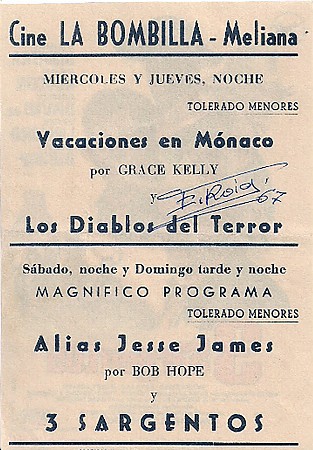 Cine LA BOMBILLA - Meliana
MIERCOLES Y JUEVES, NOCHE
TOLERADO MENORES
Vacaciones en Mónaco
por GRACE KELLY
y
67
Los Diablos del Terror
Sábado, noche y Domingo tarde y noche
MAGNIFICO PROGRAMA
TOLERADO MENORES
Alias Jesse James
por BOB HOPE
y
3 SARGENTOS